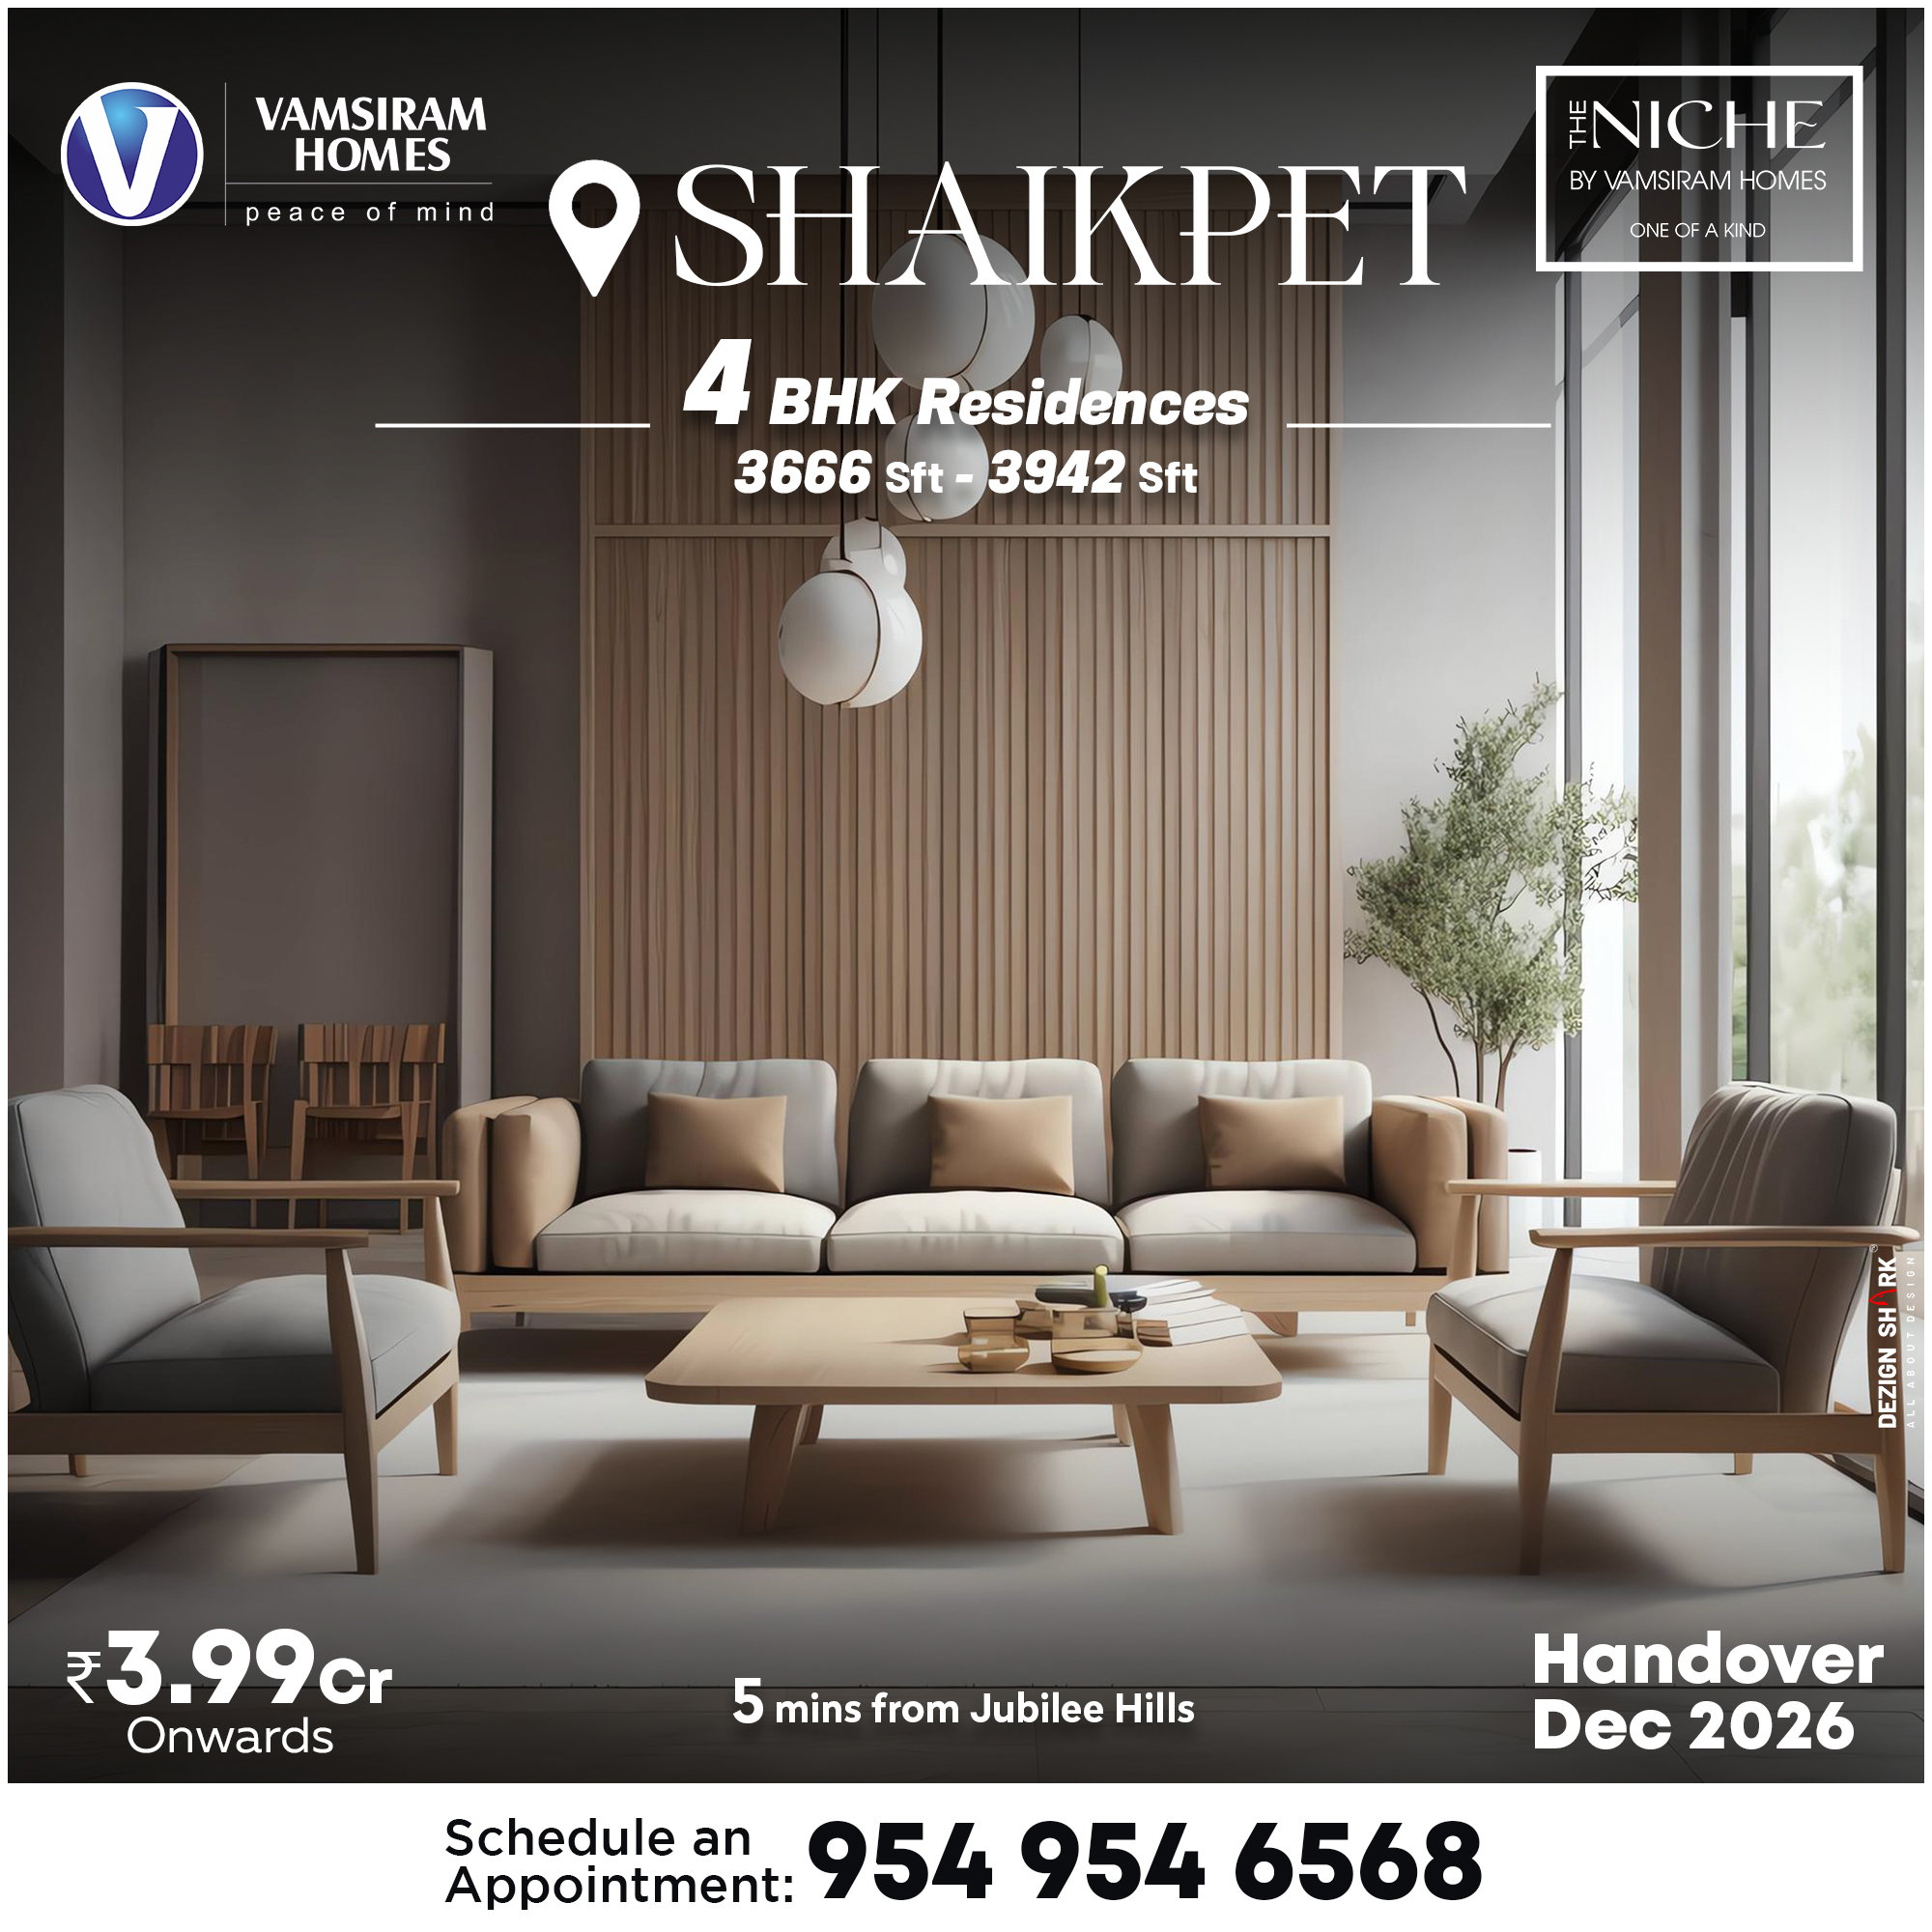 VAMSIRAM
HOMES
peace of mind
SHAIKPET
THE NICHE
BY VAMSIRAM HOMES
ONE OF A KIND
4 BHK Residences
3666 Sft - 3942 Sft
DEZIGN SHARK®
ALL ABOUT DESIGN
₹3.99Cr
Onwards
5 mins from Jubilee Hills
Handover
Dec 2026
Schedule an
Appointment: 954 954 6568